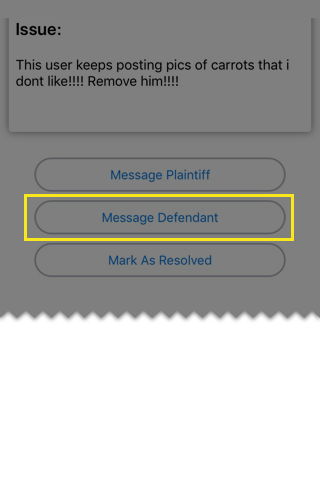 Issue:
This user keeps posting pics of carrots that i
dont like!!!! Remove him!!!!
Message Plaintiff
Message Defendant
Mark As Resolved